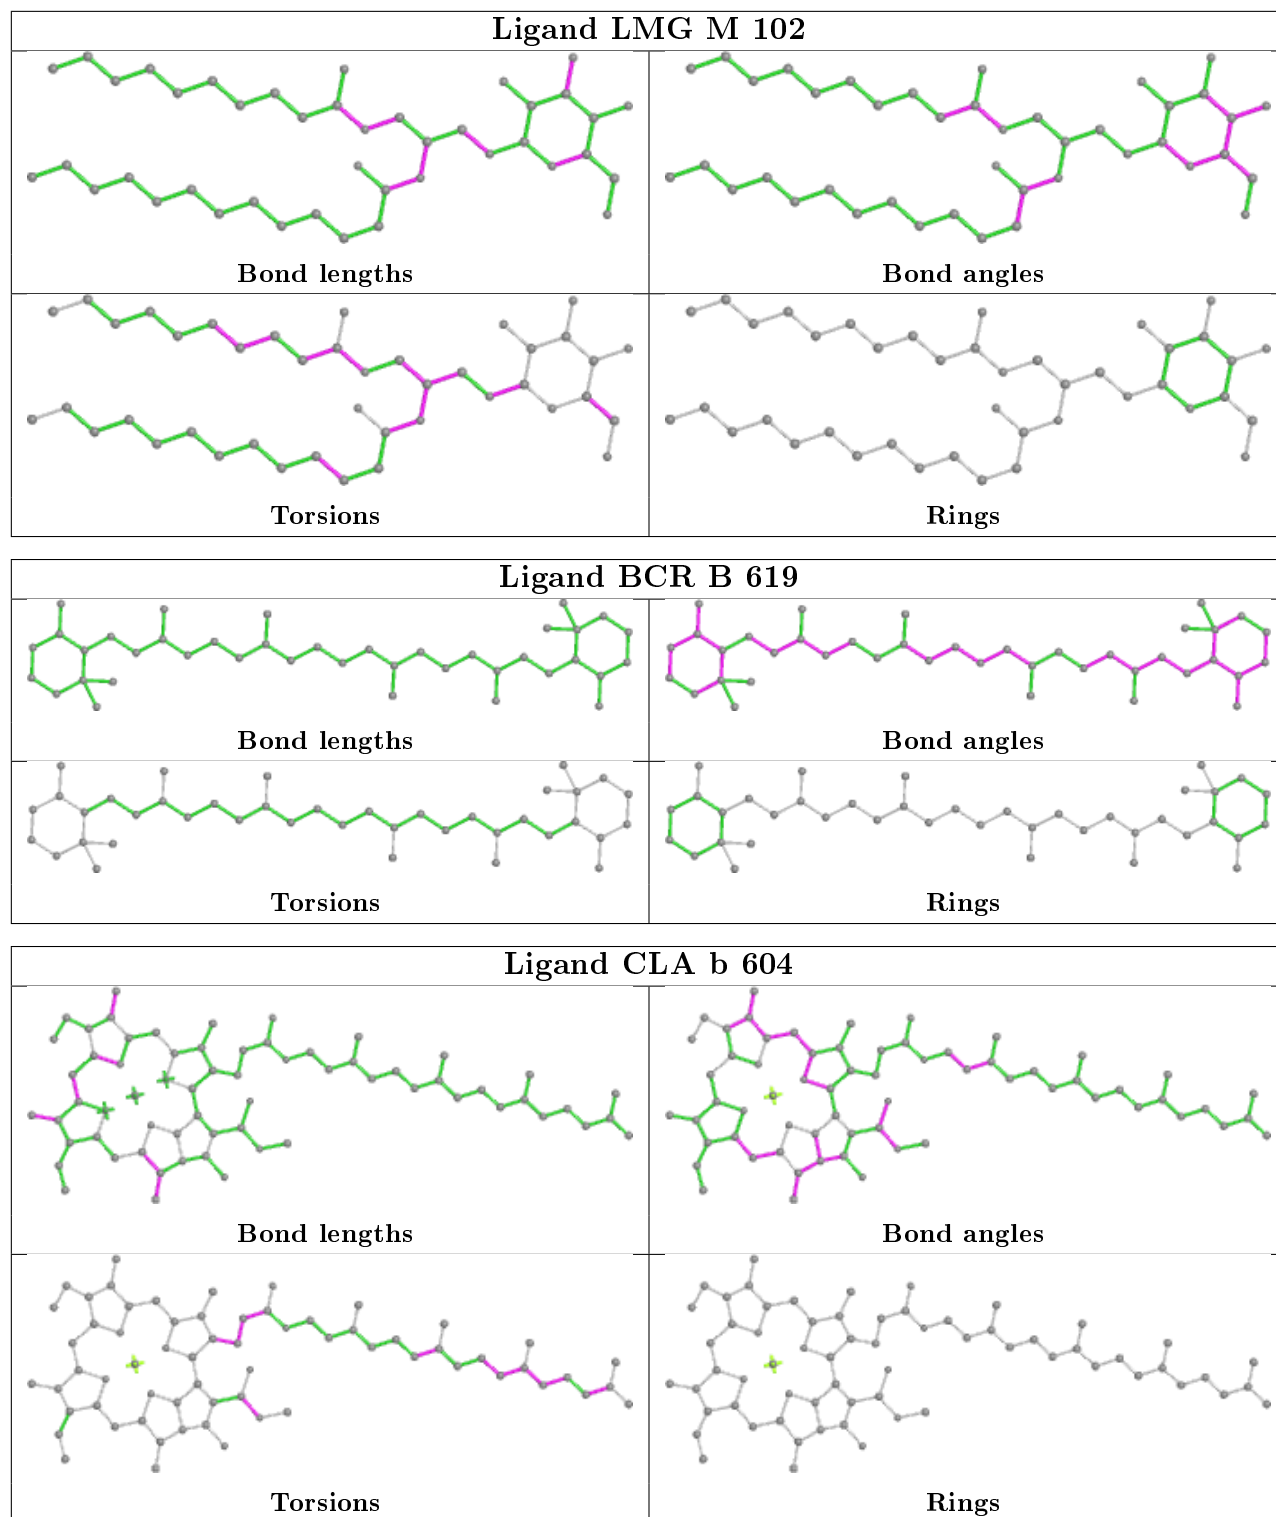 Ligand LMG M 102
Bond lengths
Bond angles
Torsions
Rings
Ligand BCR B 619
Bond lengths
Bond angles
Torsions
Rings
Ligand CLA b 604
Bond lengths
Bond angles
Torsions
Rings